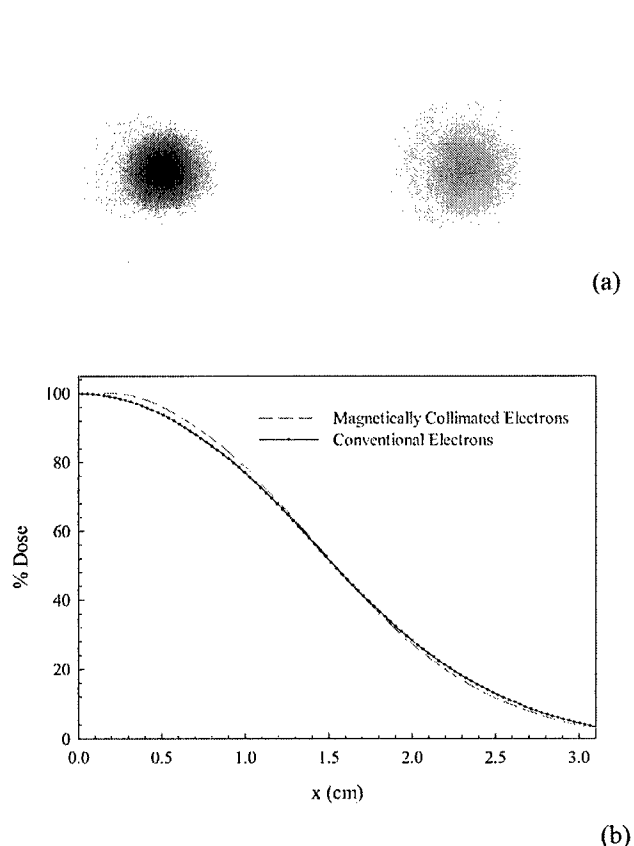 (a)
100
80
60
40
20
0
% Dose
Magnetically Collimated Electrons
Conventional Electrons
0.0 0.5 1.0 1.5 2.0 2.5 3.0
x (cm)
(b)